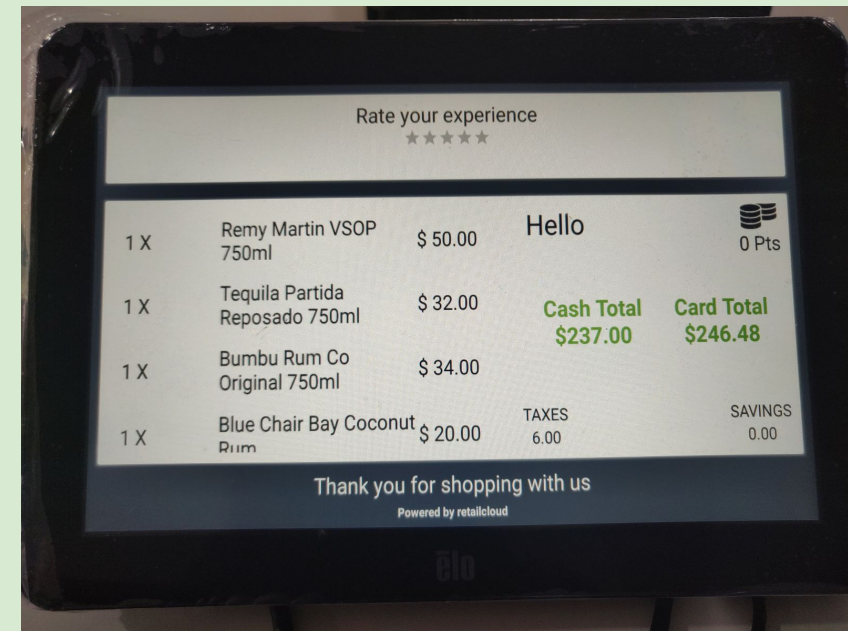 Rate your experience
1 X Remy Martin VSOP 750ml $ 50.00
1 X Tequila Partida Reposado 750ml $ 32.00
1 X Bumbu Rum Co Original 750ml $ 34.00
1 X Blue Chair Bay Coconut Rum $ 20.00
Hello
0 Pts
Cash Total
$237.00
Card Total
$246.48
TAXES
6.00
SAVINGS
0.00
Thank you for shopping with us
Powered by retailcloud
elo